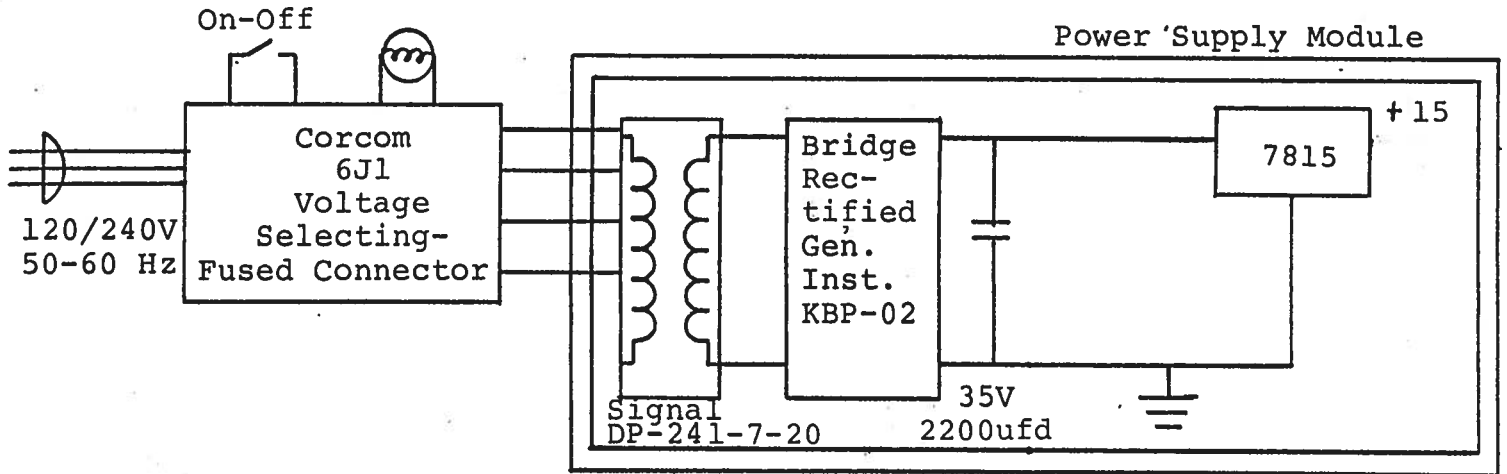 On-Off
Power Supply Module
Corcom
6J1
Voltage
Selecting-
Fused Connector
120/240V
50-60 Hz
Bridge
Rec-
tified
Gen.
Inst.
KBP-02
7815
+15
35V
2200ufd
Signal
DP-241-7-20